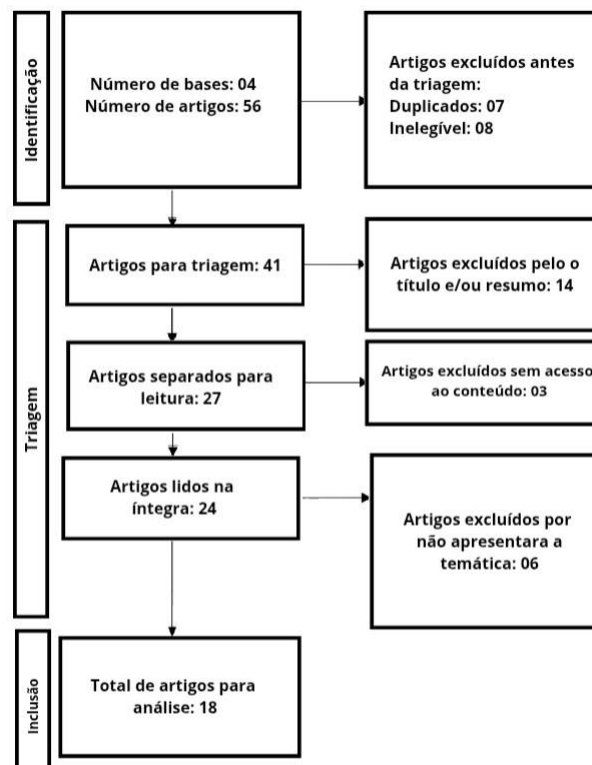 Identificação
Número de bases: 04
Número de artigos: 56
Artigos excluídos antes
da triagem:
Duplicados: 07
Inelegível: 08
Triagem
Artigos para triagem: 41
Artigos excluídos pelo o
título e/ou resumo: 14
Artigos separados para
leitura: 27
Artigos excluídos sem acesso
ao conteúdo: 03
Artigos lidos na
íntegra: 24
Artigos excluídos por
não apresentara a
temática: 06
Inclusão
Total de artigos para
análise: 18